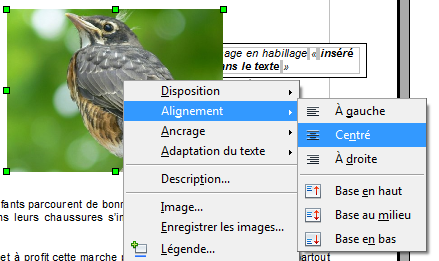 age en habillage « inséré
ns le texte »
Disposition
Alignement
Ancrage
Adaptation du texte
Description...
Image...
Enregistrer les images...
Légende...
À gauche
Centré
À droite
Base en haut
Base au milieu
Base en bas
fants parcourent de bonn
ns leurs chaussures s'in
et à profit cette marche
artout